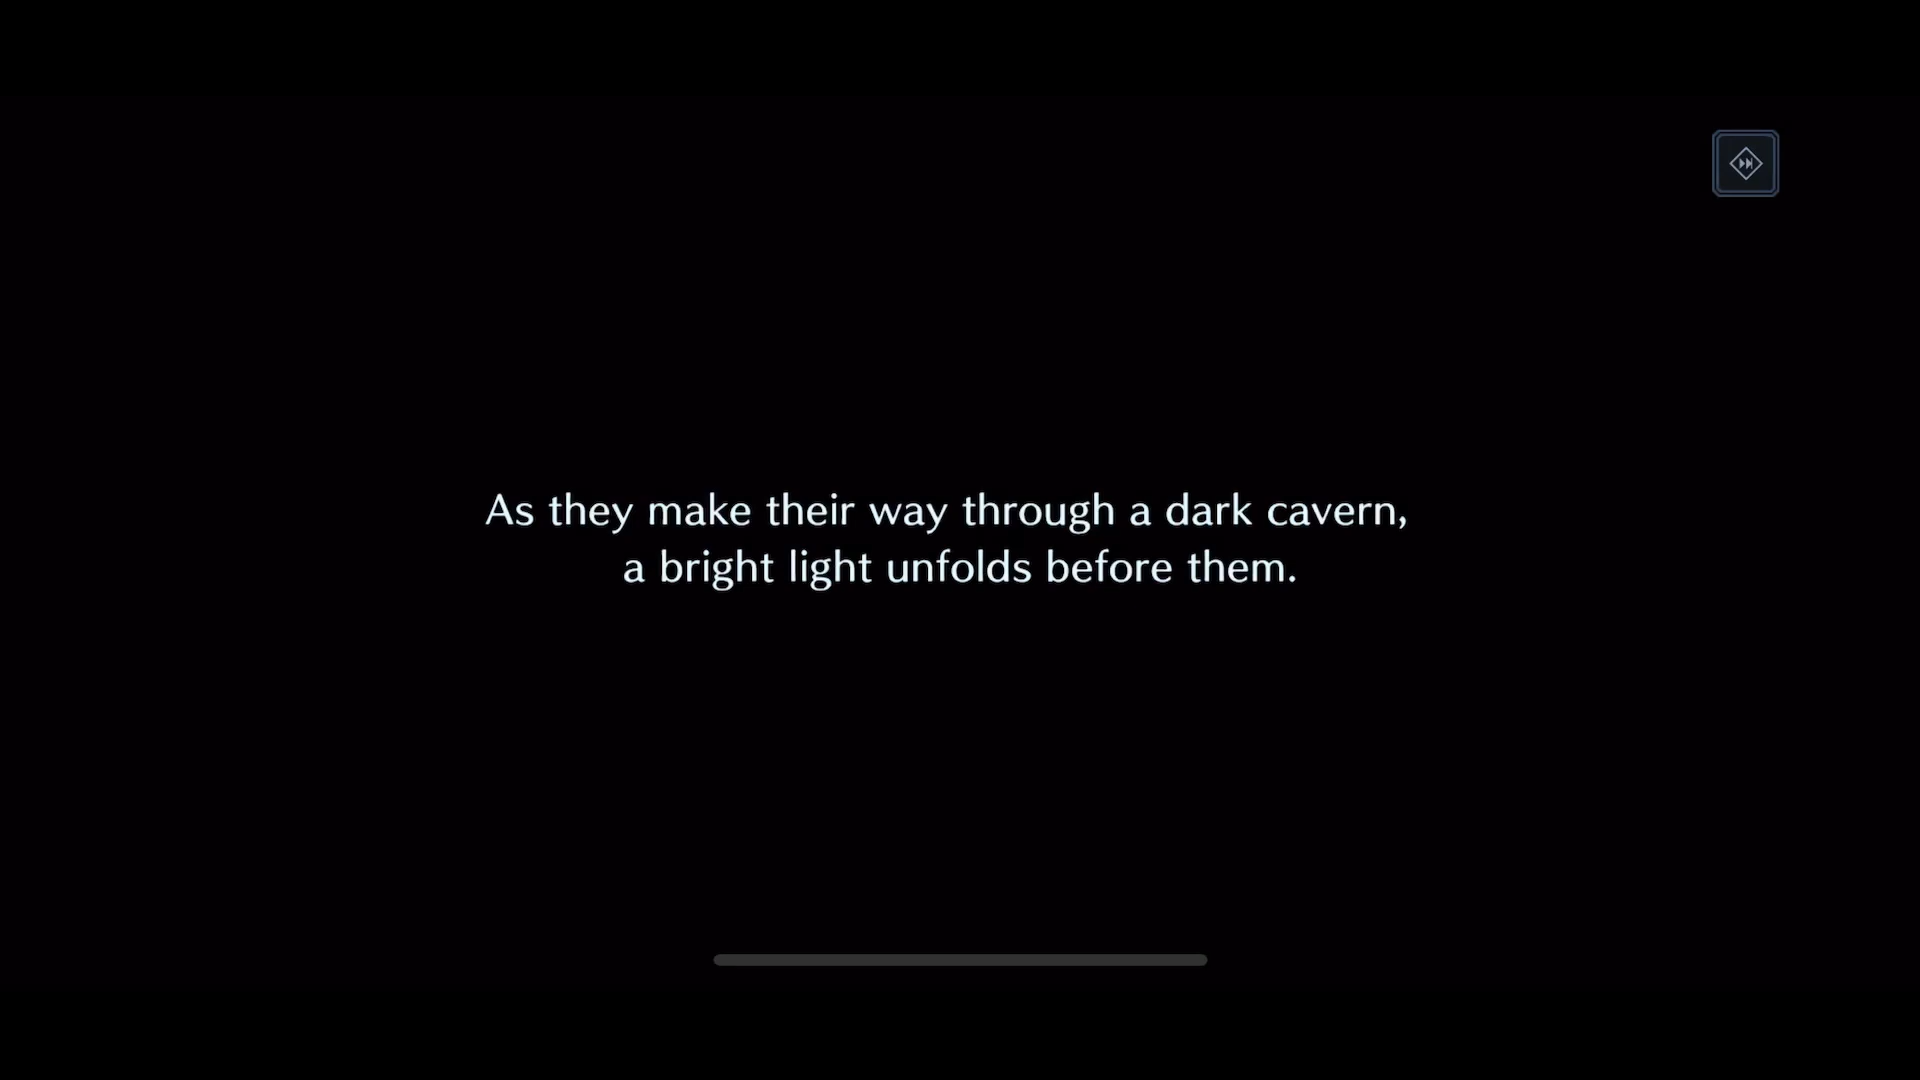 As they make their way through a dark cavern,
a bright light unfolds before them.